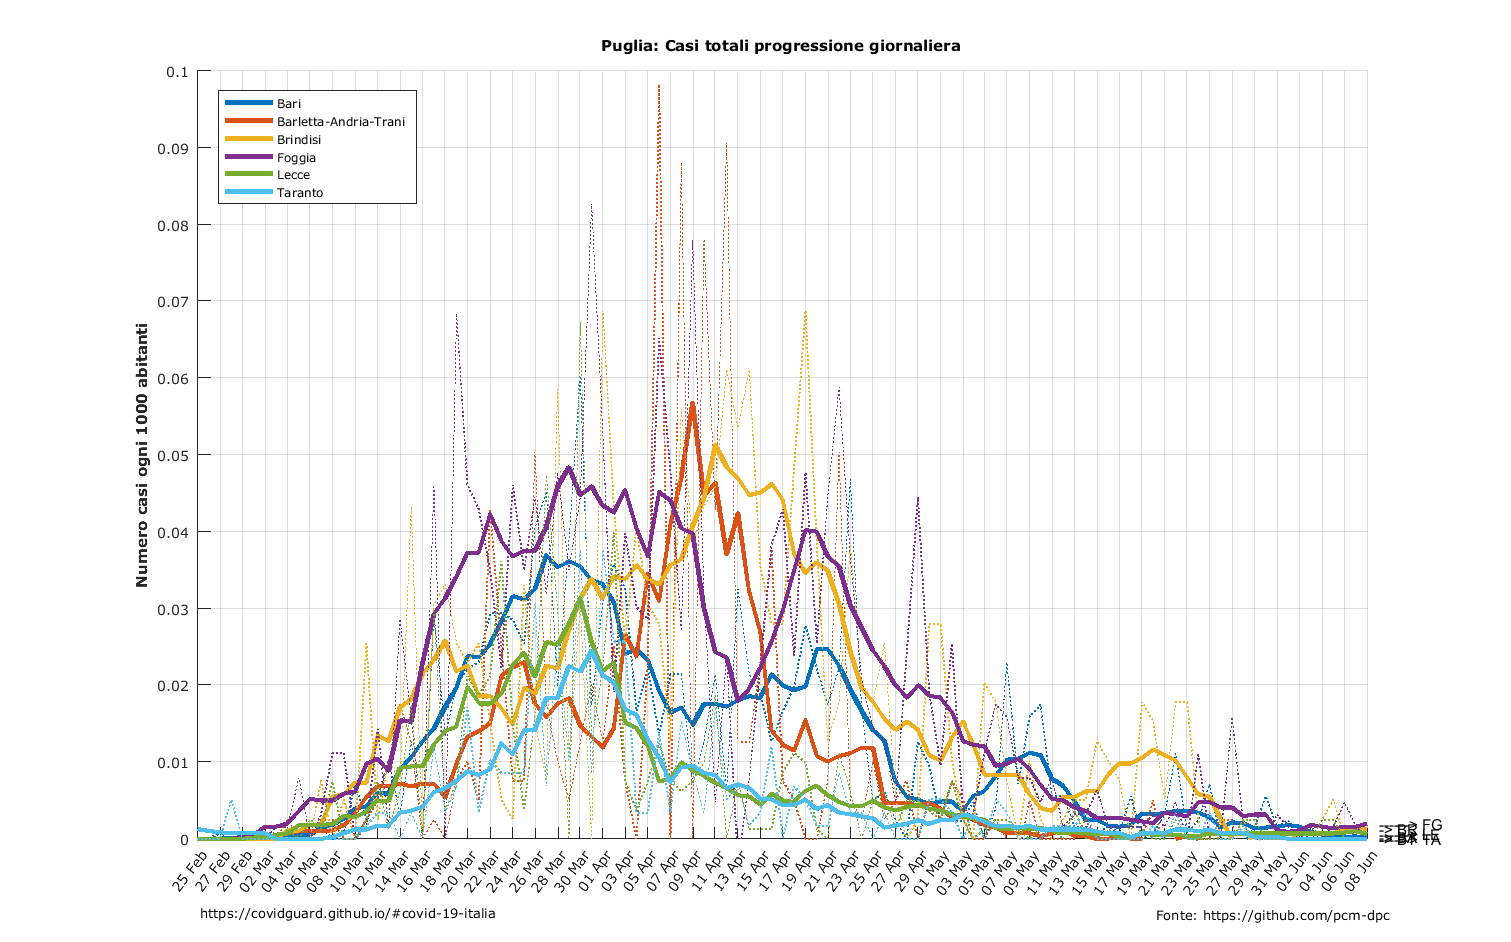 Puglia: Casi totali progressione giornaliera
Numero casi ogni 1000 abitanti
0.1
0.09
0.08
0.07
0.06
0.05
0.04
0.03
0.02
0.01
0
Bari
Barletta-Andria-Trani
Brindisi
Foggia
Lecce
Taranto
25 Feb
27 Feb
29 Feb
02 Mar
04 Mar
06 Mar
08 Mar
10 Mar
12 Mar
14 Mar
16 Mar
18 Mar
20 Mar
22 Mar
24 Mar
26 Mar
28 Mar
30 Mar
01 Apr
03 Apr
05 Apr
07 Apr
09 Apr
11 Apr
13 Apr
15 Apr
17 Apr
19 Apr
21 Apr
23 Apr
25 Apr
27 Apr
29 Apr
01 May
03 May
05 May
07 May
09 May
11 May
13 May
15 May
17 May
19 May
21 May
23 May
25 May
27 May
29 May
31 May
02 Jun
04 Jun
06 Jun
08 Jun
FG
TA
https://covidguard.github.io/#covid-19-italia
Fonte: https://github.com/pcm-dpc